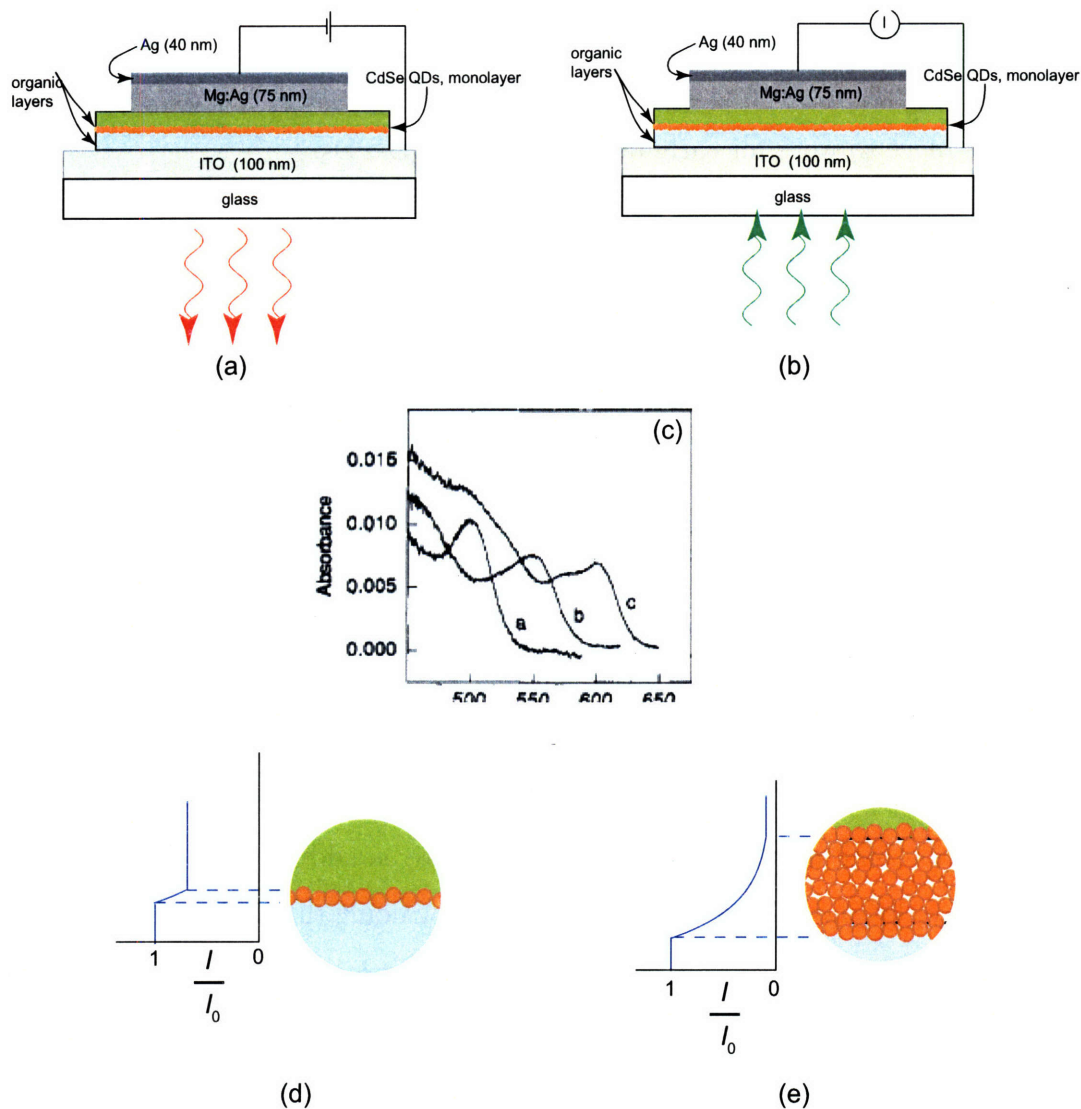 Ag (40 nm)
organic
layers
Mg:Ag (75 nm)
CdSe QDs, monolayer
ITO (100 nm)
glass
(a)
I
Ag (40 nm)
organic
layers
Mg:Ag (75 nm)
CdSe QDs, monolayer
ITO (100 nm)
glass
(b)
(c)
0.015
0.010
0.005
0.000
Absorbance
a
b
c
500 550 600 650
1 I/I0 0
(d)
1 I/I0 0
(e)